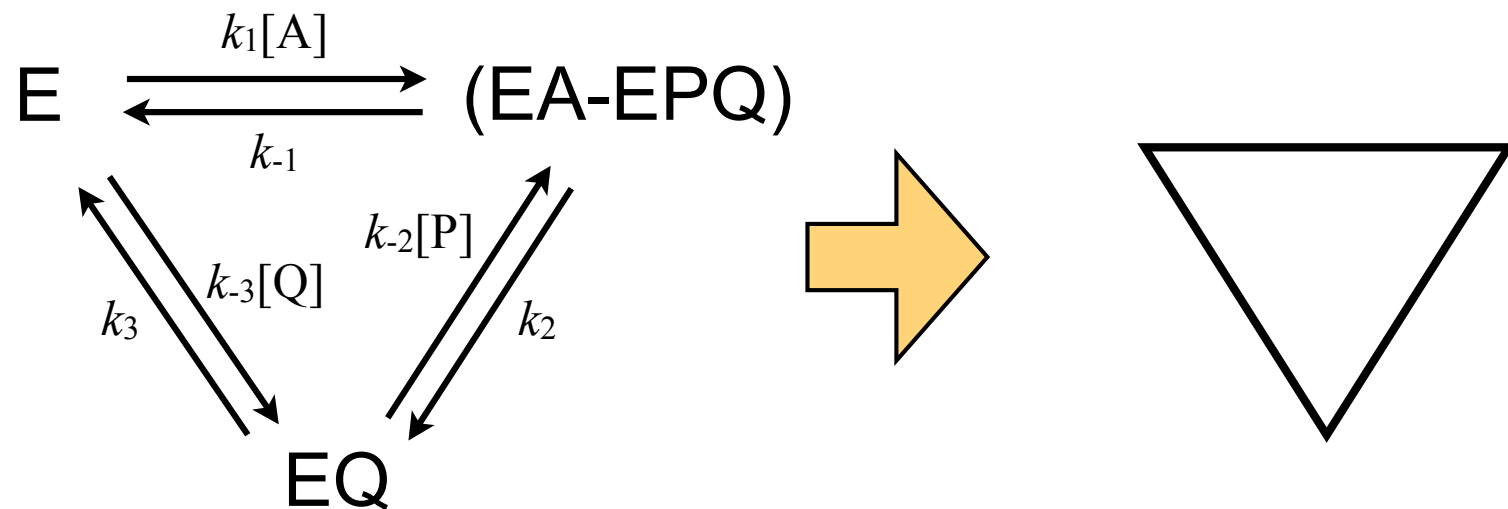 k1[A]
E
(EA-EPQ)
k-1
k-2[P]
k-3[Q]
k3
k2
EQ